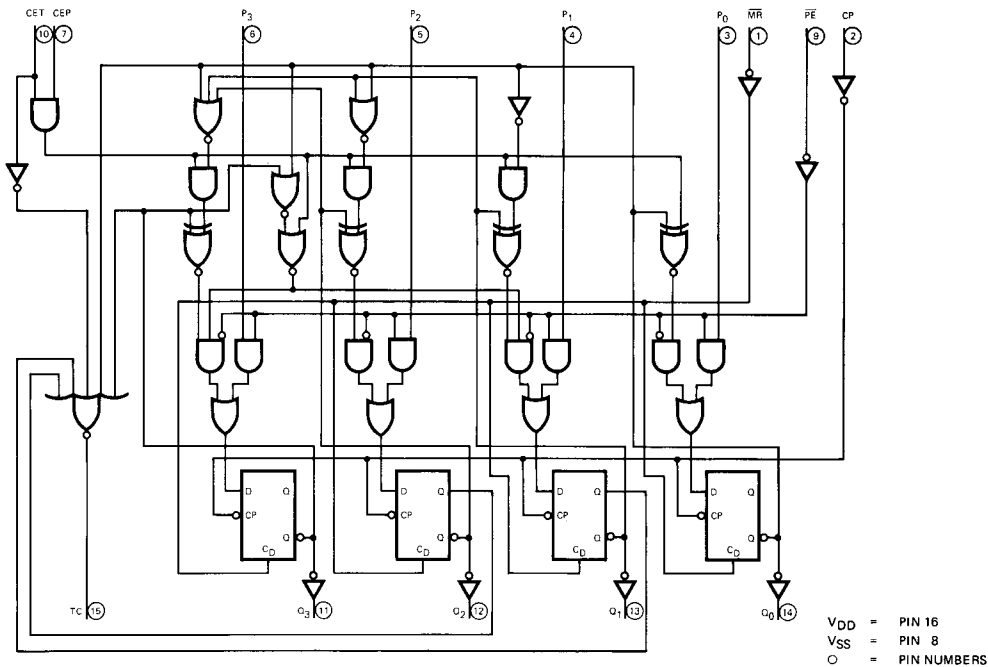 CET CEP P3 P2 P1 P0 M̅R̅ P̅E̅ CP
10 7 6 5 4 3 1 9 2
D Q D Q D Q D Q
CP CP CP CP
Q Q Q Q
CD CD CD CD
TC 15 Q3 11 Q2 12 Q1 13 Q0 14
VDD = PIN 16
VSS = PIN 8
O = PIN NUMBERS